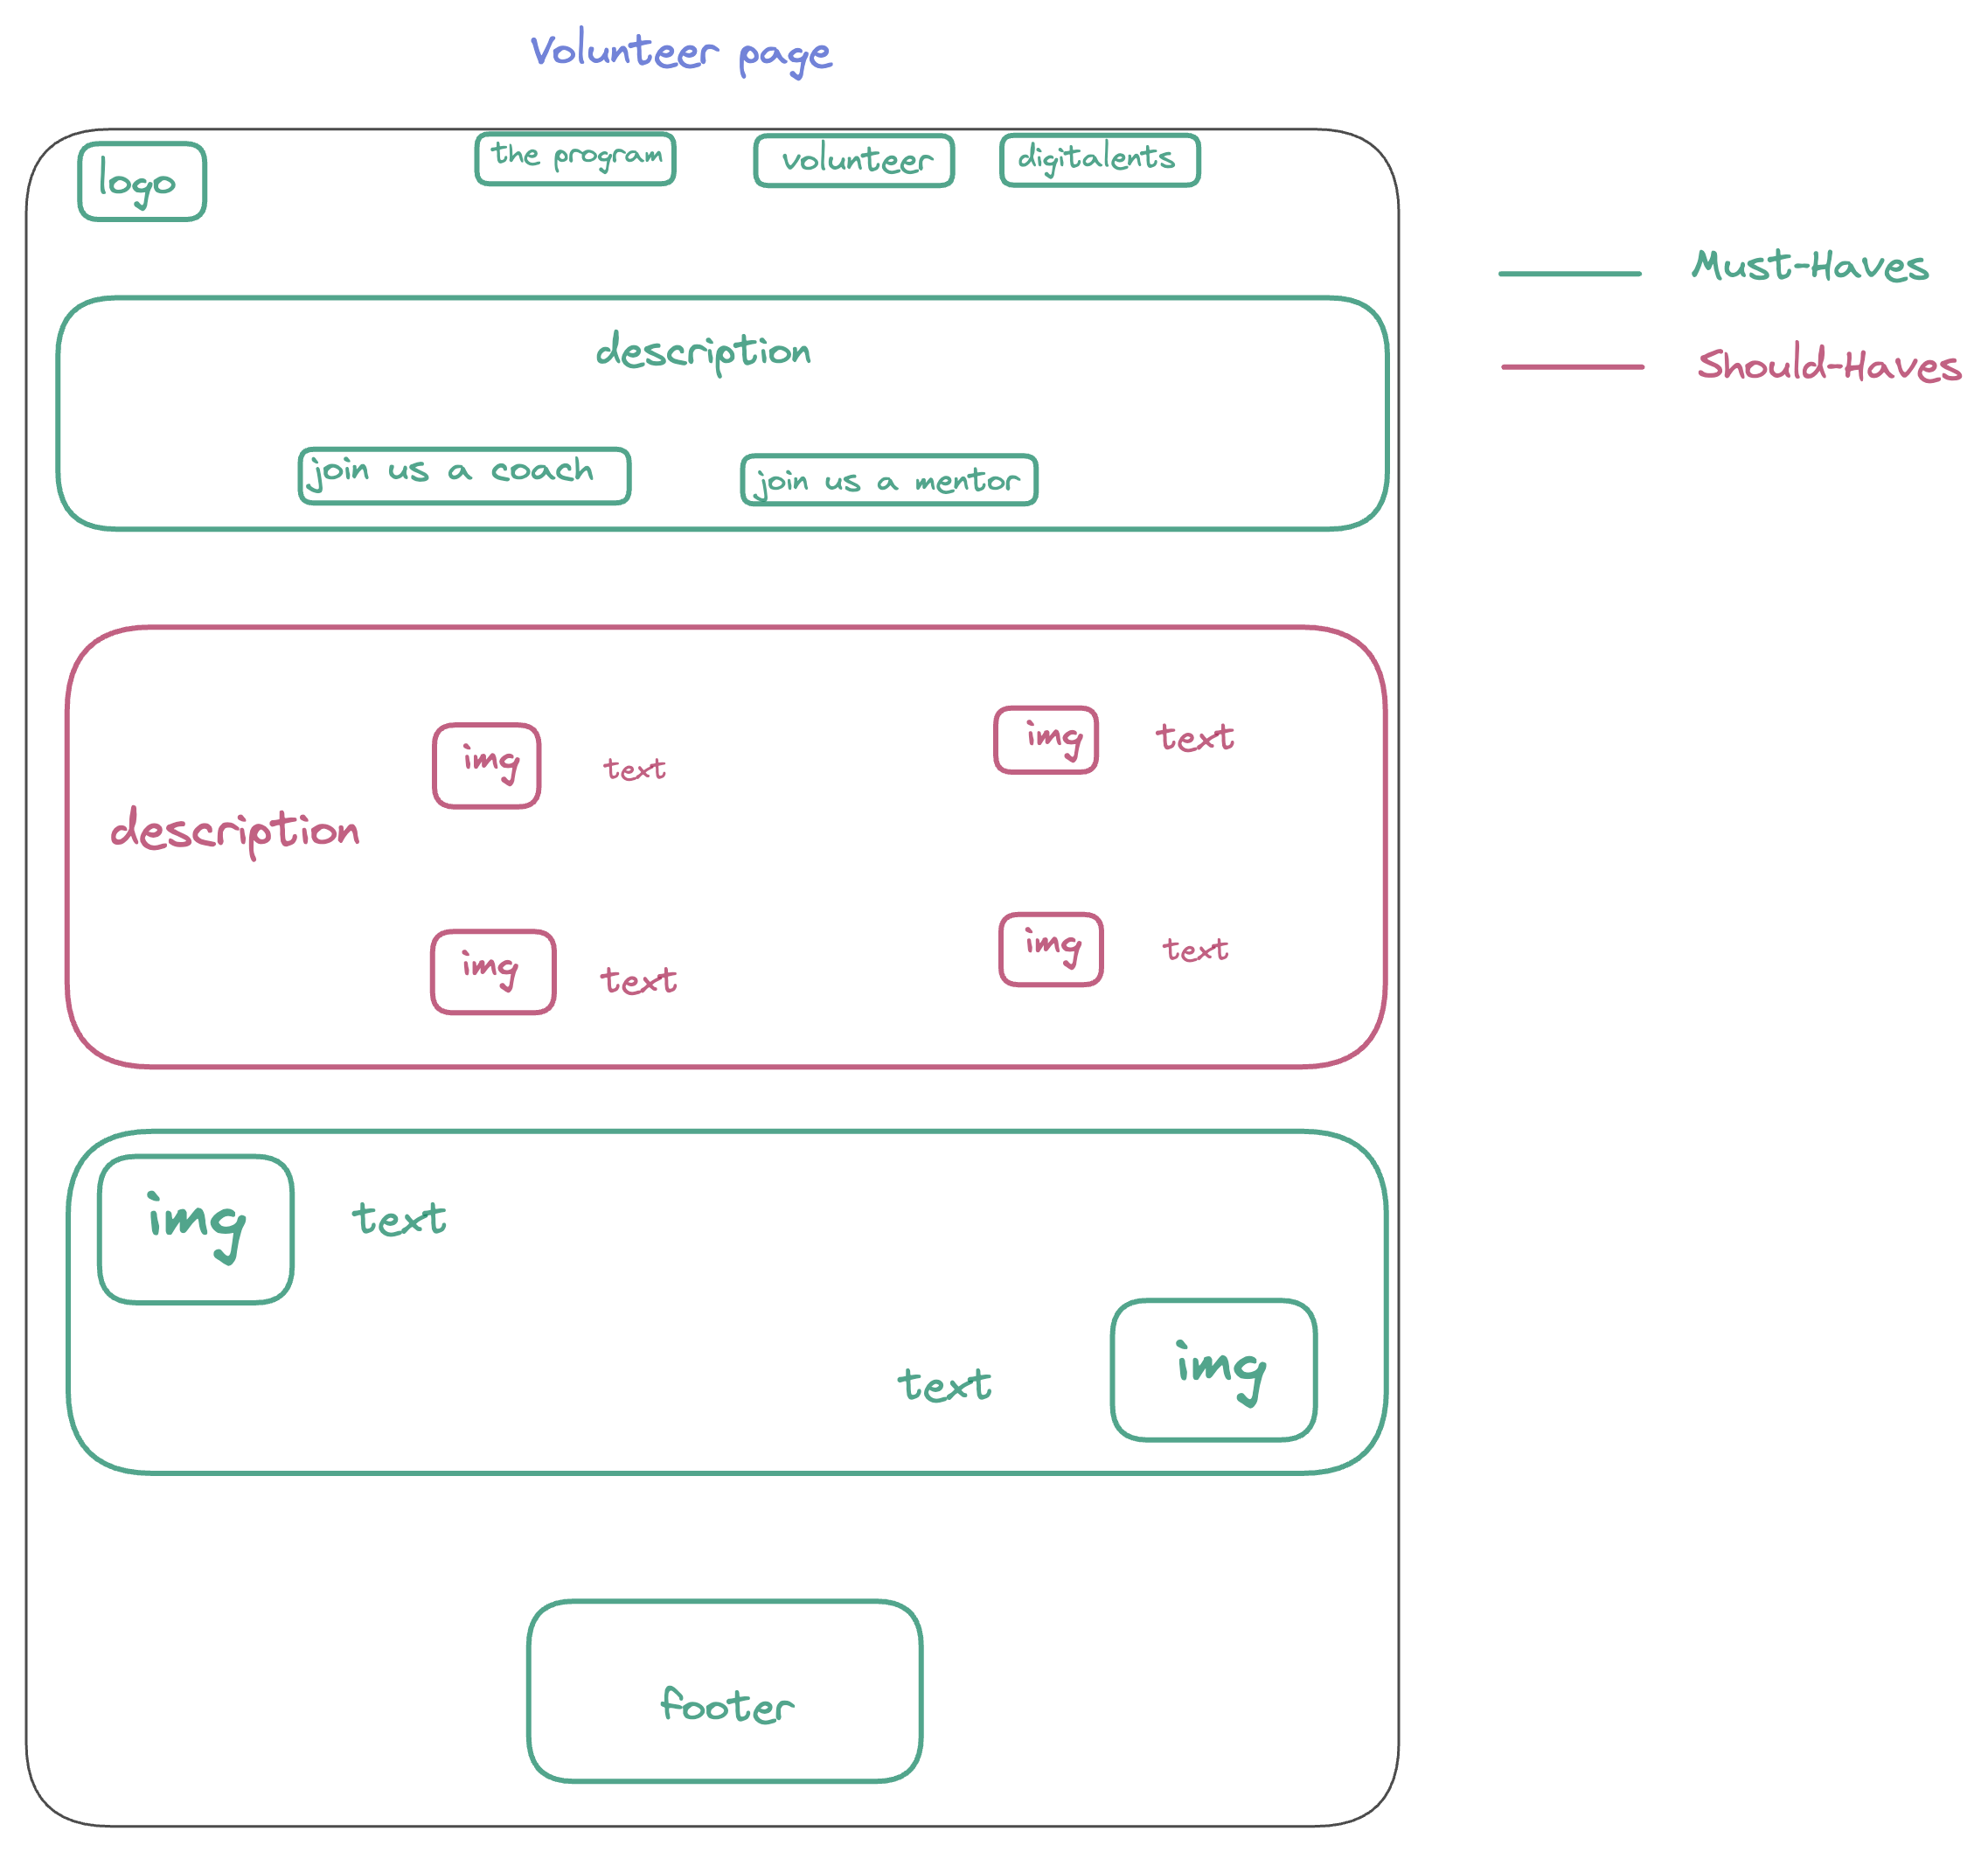 Volunteer page
logo
the program
volunteer
digitalents
Must-Haves
Should-Haves
description
join us a coach
join us a mentor
img
text
img
text
description
img
text
img
text
img
text
text
img
footer